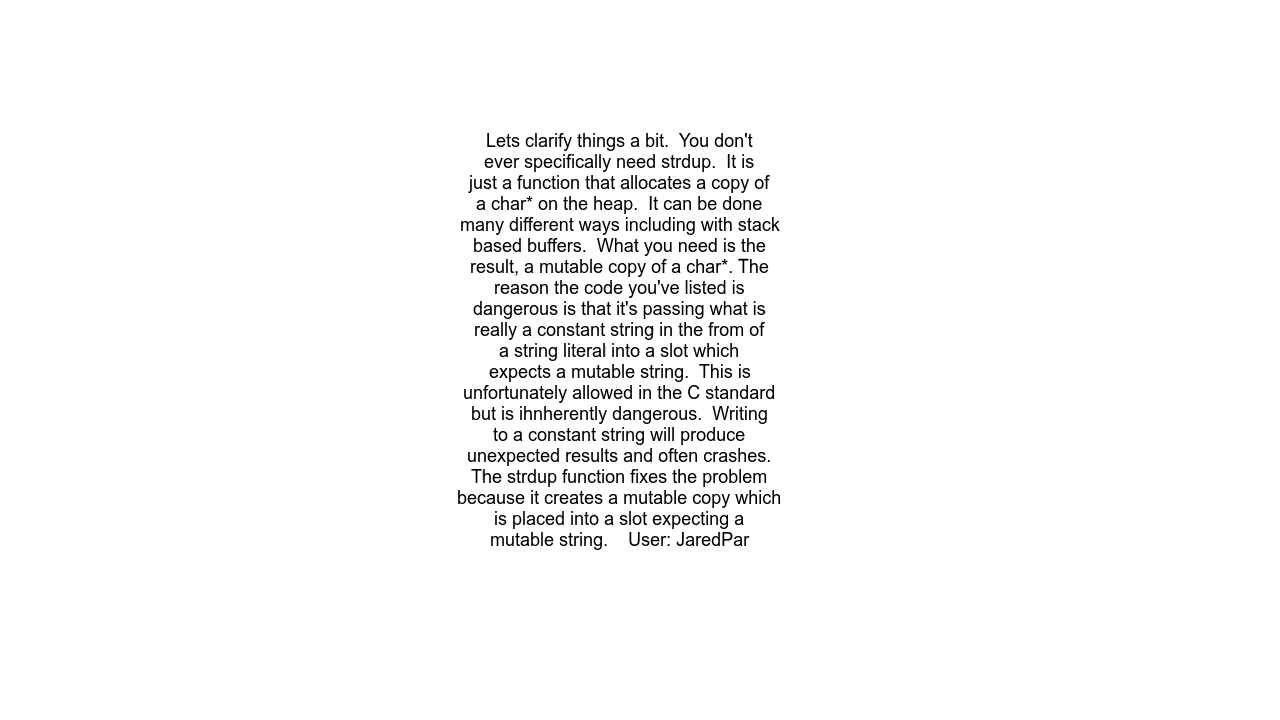 Lets clarify things a bit.  You don't
ever specifically need strdup.  It is
just a function that allocates a copy of
a char* on the heap.  It can be done
many different ways including with stack
based buffers.  What you need is the
result, a mutable copy of a char*. The
reason the code you've listed is
dangerous is that it's passing what is
really a constant string in the from of
a string literal into a slot which
expects a mutable string.  This is
unfortunately allowed in the C standard
but is ihnherently dangerous.  Writing
to a constant string will produce
unexpected results and often crashes.
The strdup function fixes the problem
because it creates a mutable copy which
is placed into a slot expecting a
mutable string.    User: JaredPar